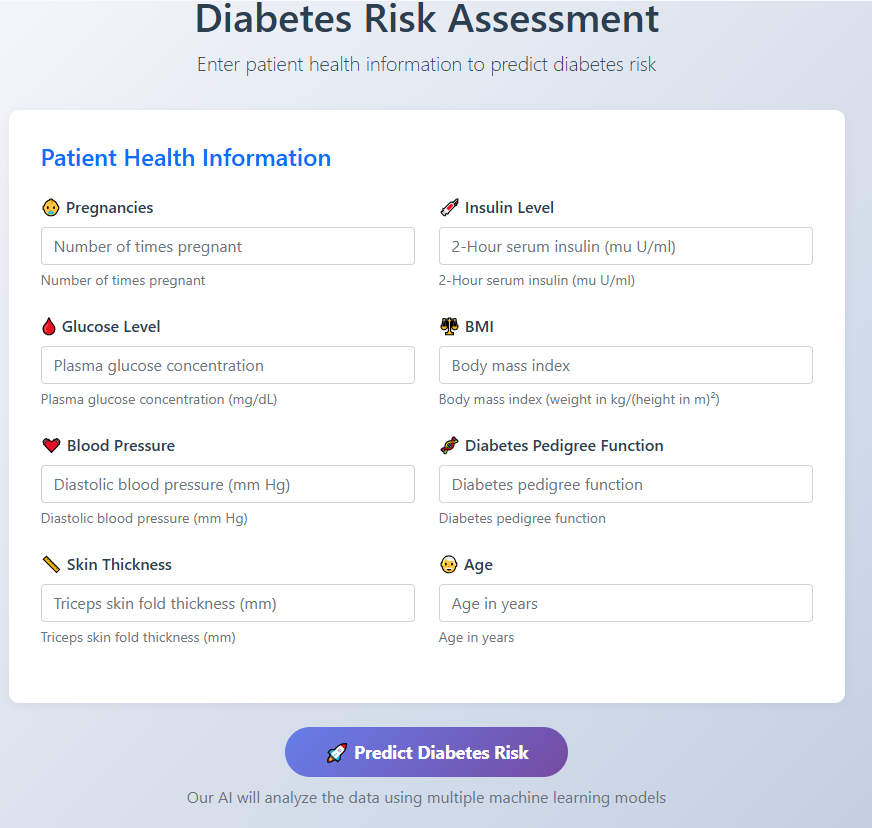 Diabetes Risk Assessment
Enter patient health information to predict diabetes risk
Patient Health Information
Pregnancies
Number of times pregnant
Number of times pregnant
Glucose Level
Plasma glucose concentration
Plasma glucose concentration (mg/dL)
Blood Pressure
Diastolic blood pressure (mm Hg)
Diastolic blood pressure (mm Hg)
Skin Thickness
Triceps skin fold thickness (mm)
Triceps skin fold thickness (mm)
Insulin Level
2-Hour serum insulin (mu U/ml)
2-Hour serum insulin (mu U/ml)
BMI
Body mass index
Body mass index (weight in kg/(height in m)²)
Diabetes Pedigree Function
Diabetes pedigree function
Diabetes pedigree function
Age
Age in years
Age in years
Predict Diabetes Risk
Our AI will analyze the data using multiple machine learning models